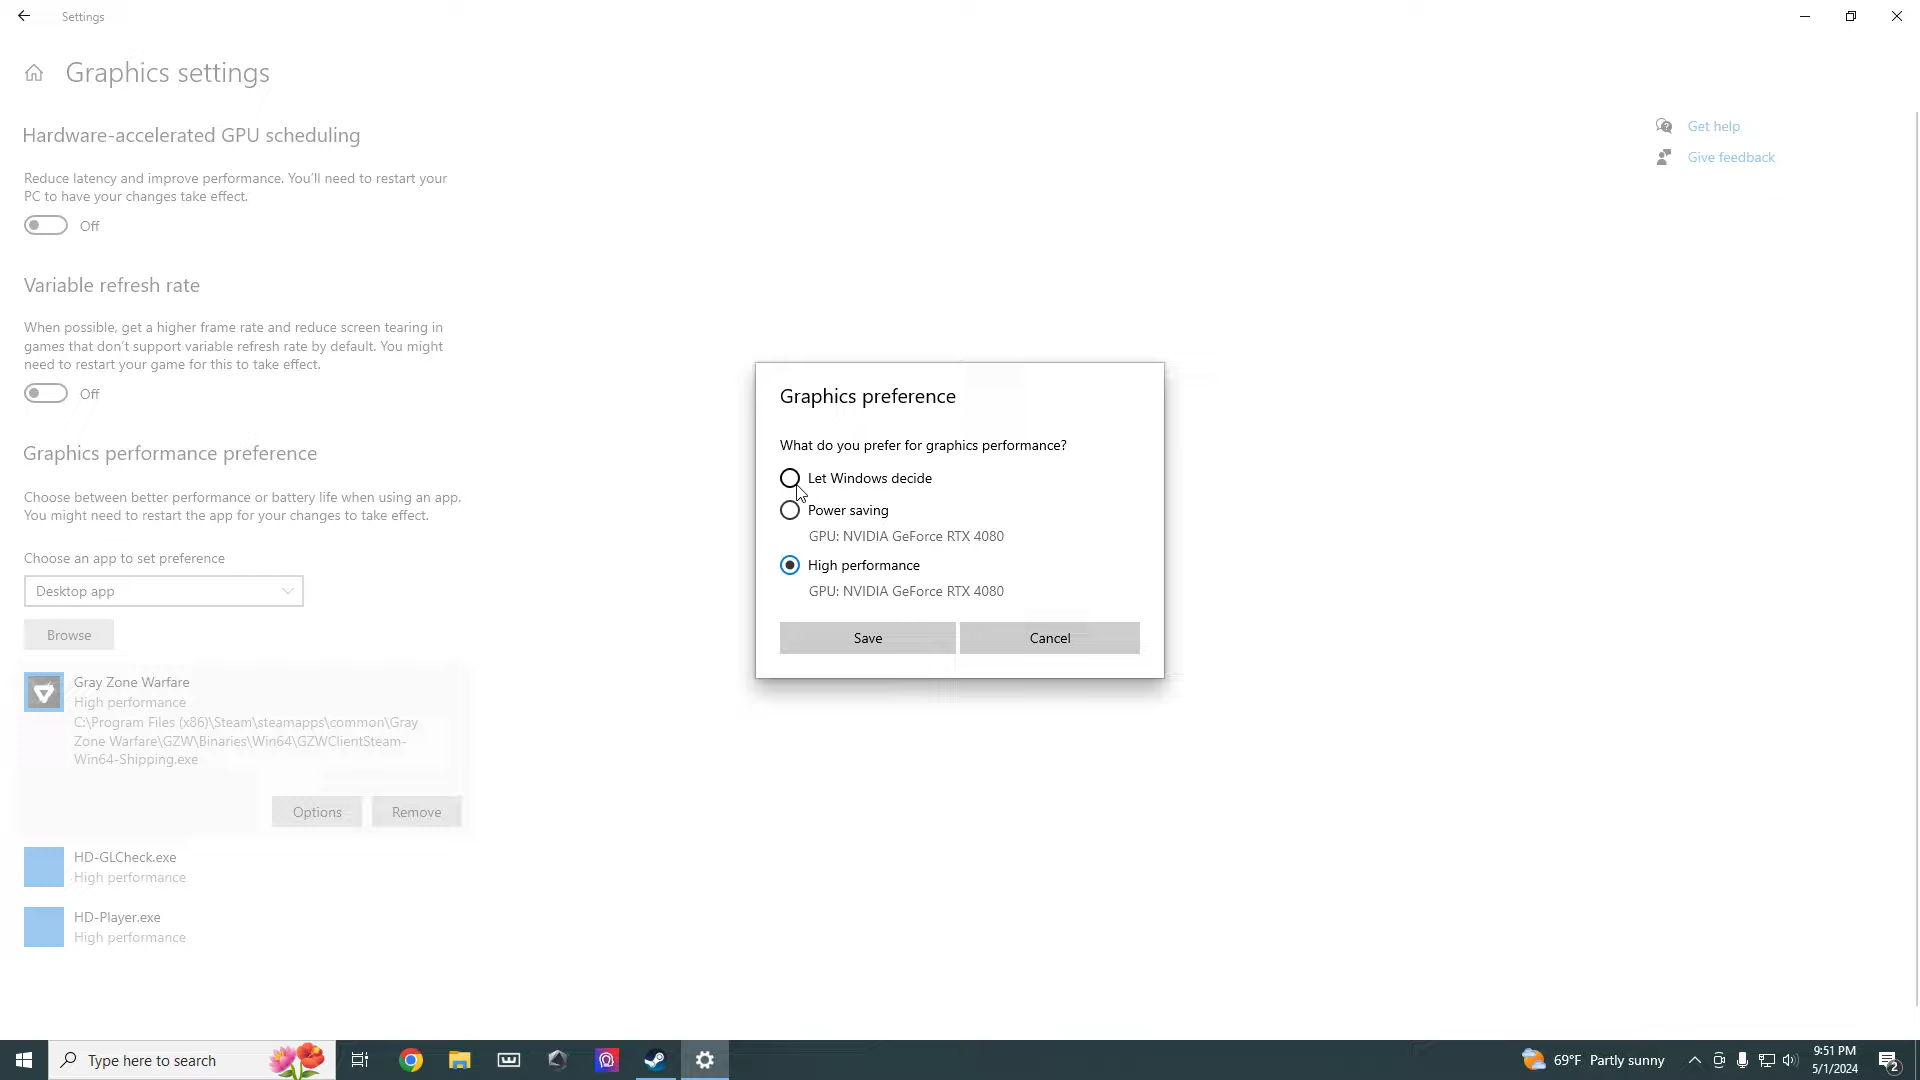 Settings
Graphics settings
Hardware-accelerated GPU scheduling
Reduce latency and improve performance. You'll need to restart your
PC to have your changes take effect.
Off
Variable refresh rate
When possible, get a higher frame rate and reduce screen tearing in
games that don't support variable refresh rate by default. You might
need to restart your game for this to take effect.
Off
Graphics performance preference
Choose between better performance or battery life when using an app.
You might need to restart the app for your changes to take effect.
Choose an app to set preference
Desktop app
Browse
Gray Zone Warfare
High performance
C:\Program Files (x86)\Steam\steamapps\common\Gray
Zone Warfare\GZW\Binaries\Win64\GZWClientSteam-
Win64-Shipping.exe
Options
Remove
HD-GLCheck.exe
High performance
HD-Player.exe
High performance
Get help
Give feedback
Graphics preference
What do you prefer for graphics performance?
Let Windows decide
Power saving
GPU: NVIDIA GeForce RTX 4080
High performance
GPU: NVIDIA GeForce RTX 4080
Save
Cancel
Type here to search
69°F Partly sunny
9:51 PM
5/1/2024
2